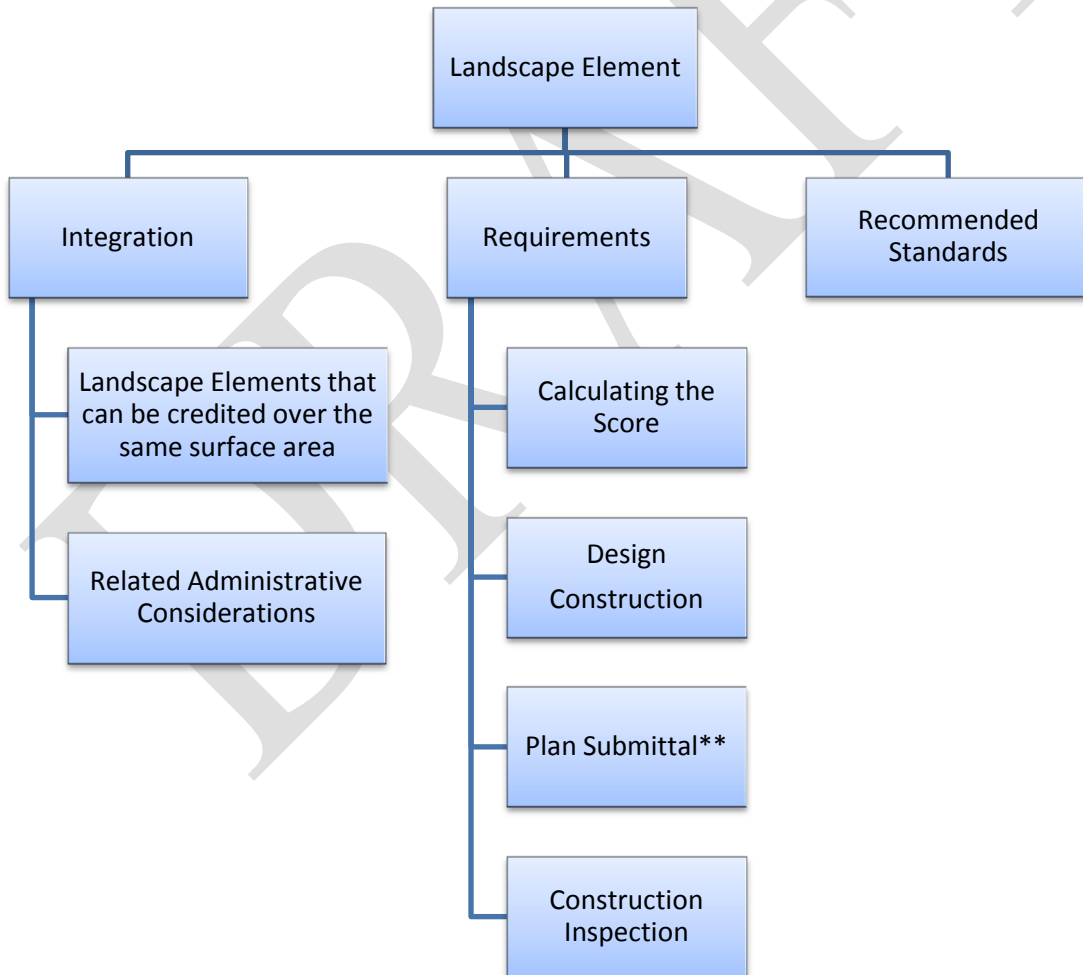 Landscape Element
Integration
Requirements
Recommended
Standards
Landscape Elements that
can be credited over the
same surface area
Related Administrative
Considerations
Calculating the
Score
Design
Construction
Plan Submittal**
Construction
Inspection
DRAFT